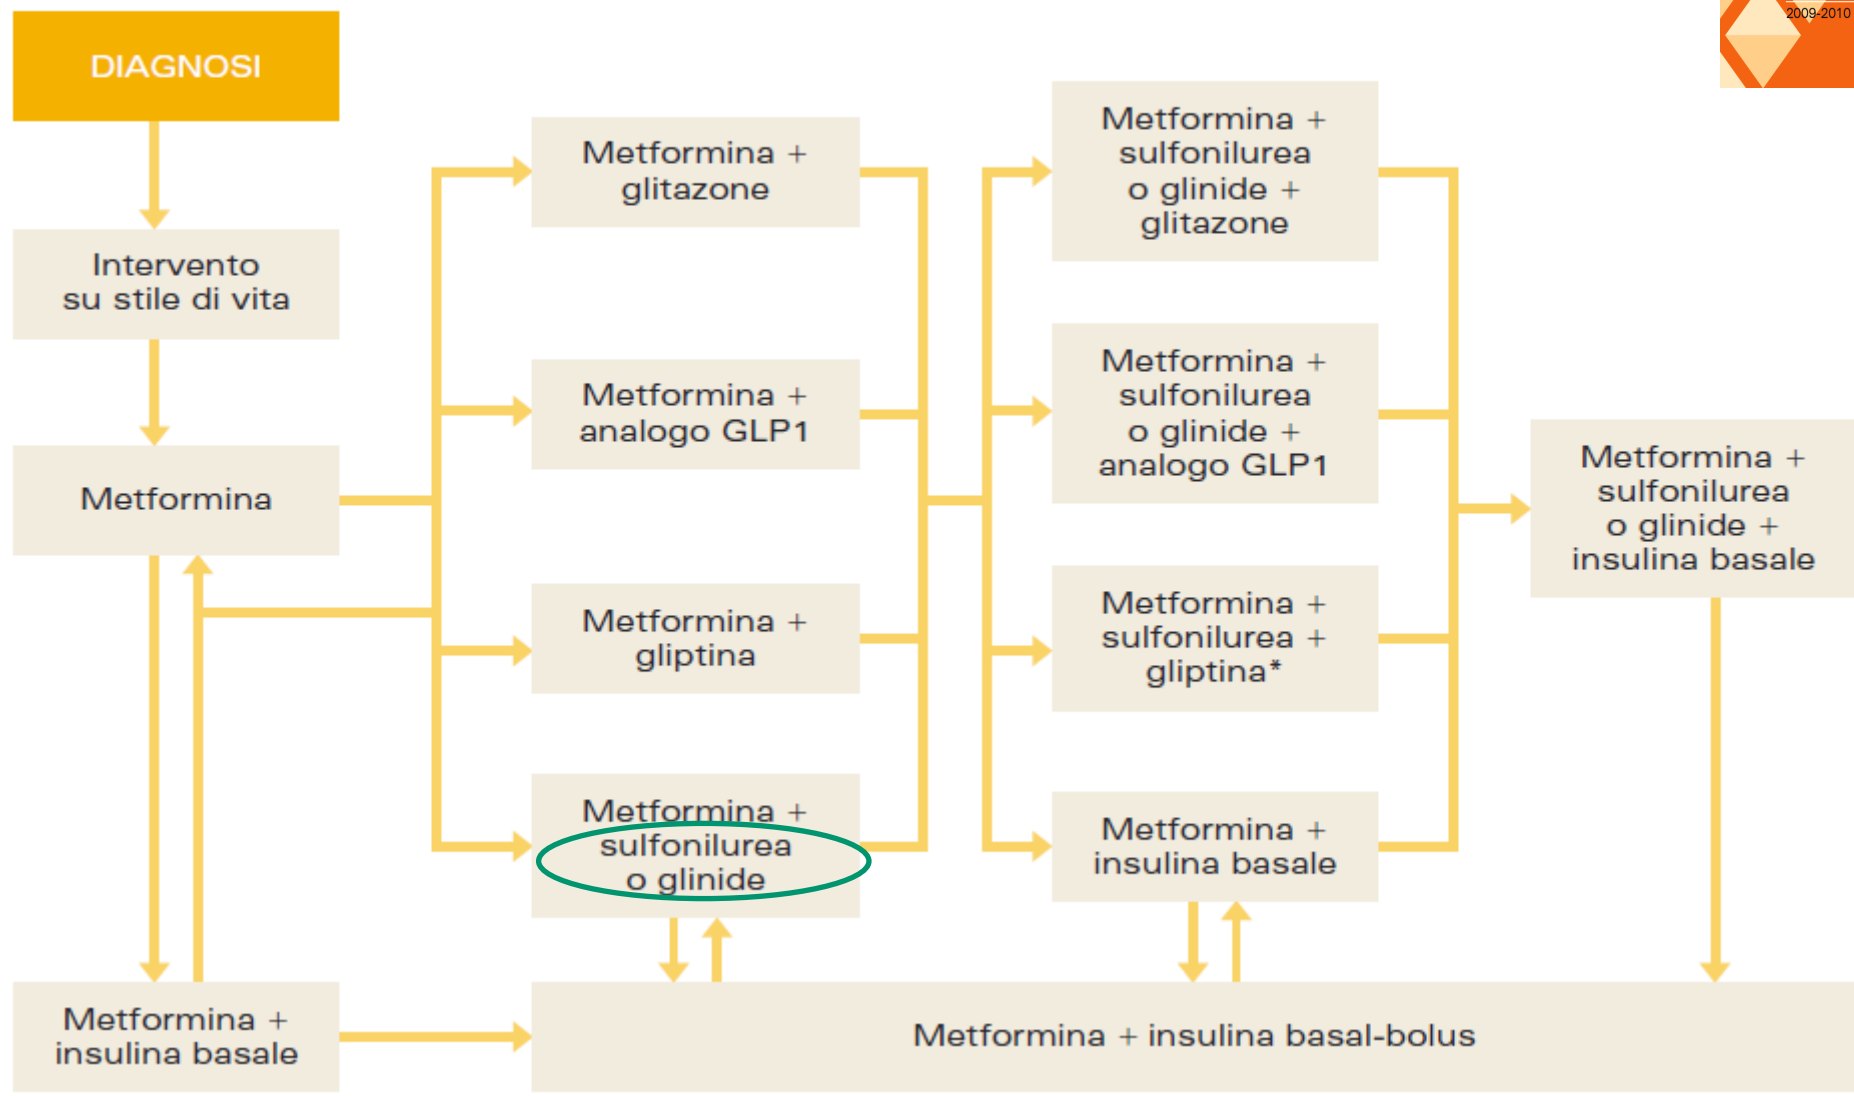 2009-2010
DIAGNOSI
Intervento
su stile di vita
Metformina
Metformina +
insulina basale
Metformina +
glitazone
Metformina +
analogo GLP1
Metformina +
gliptina
Metformina +
sulfonilurea
o glinide
Metformina +
sulfonilurea
o glinide +
glitazone
Metformina +
sulfonilurea
o glinide +
analogo GLP1
Metformina +
sulfonilurea +
gliptina*
Metformina +
insulina basale
Metformina +
sulfonilurea
o glinide +
insulina basale
Metformina + insulina basal-bolus